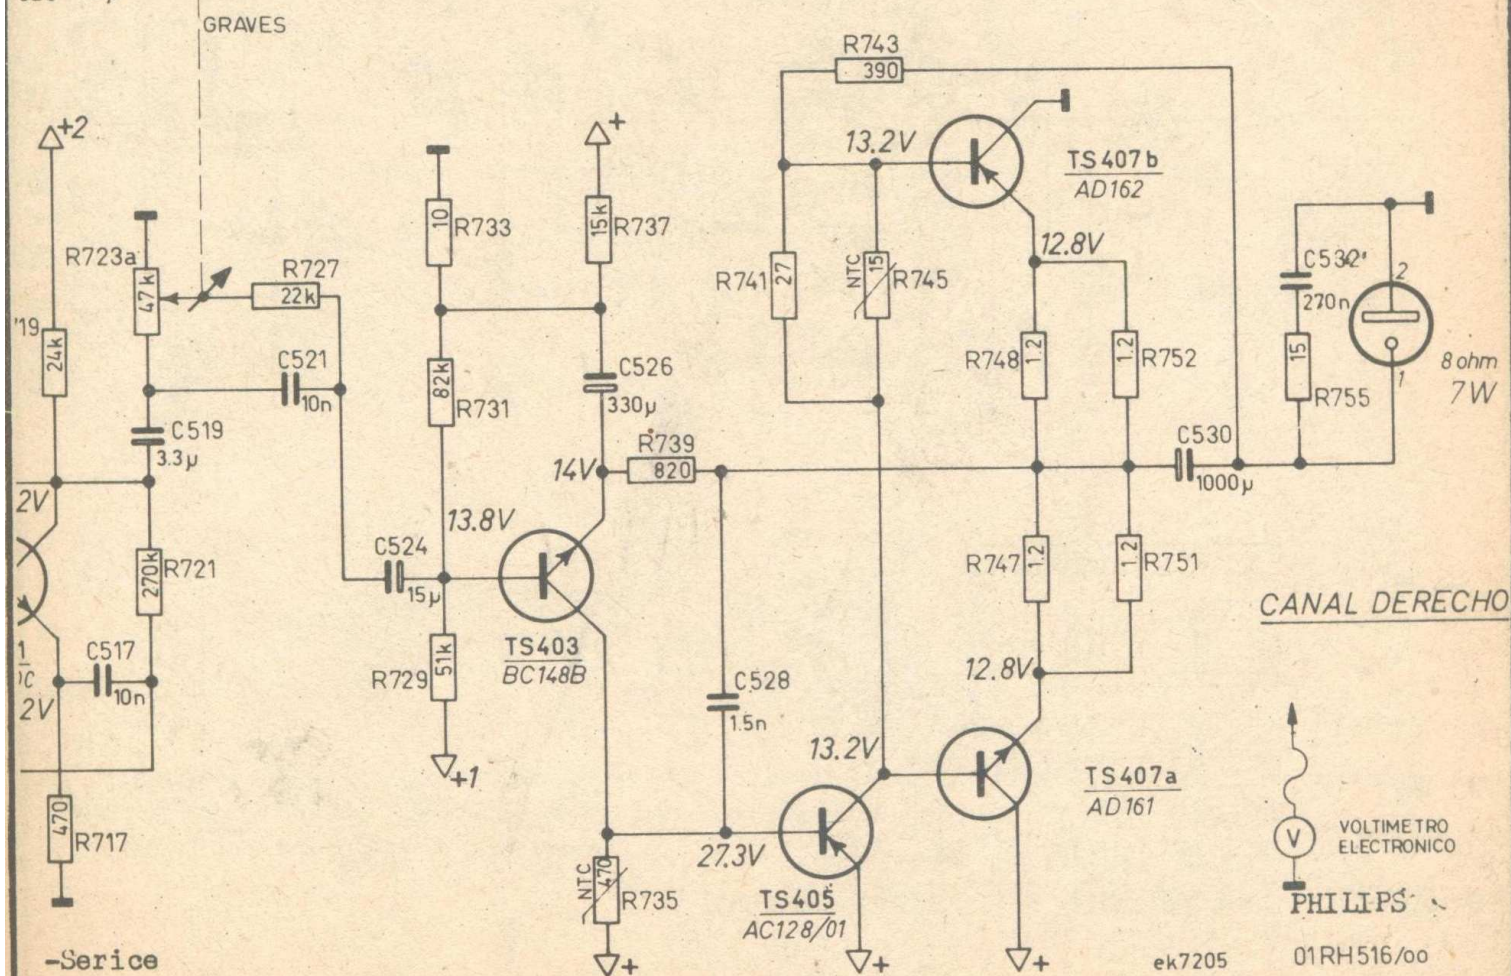 GRAVES
R743
390
+2
+
13.2V
TS407b
AD162
10
R733
15k
R737
R723a
47k
R727
22k
12.8V
R741
27
NTC
15
R745
C532
270n
2
'19
24k
C521
10n
82k
R731
C526
330µ
R748
1.2
1.2
R752
15
R755
1
8 ohm
7W
C519
3.3µ
R739
820
14V
C530
1000µ
2V
13.8V
C524
15µ
270k
R721
R747
1.2
1.2
R751
CANAL DERECHO
TS403
BC148B
C517
10n
R729
51k
12.8V
C528
1.5n
2V
+1
13.2V
TS407a
AD161
470
R717
V
VOLTIMETRO
ELECTRONICO
27.3V
NTC
470
R735
TS405
AC128/01
PHILIPS
-Serice
+
+
+
ek7205
01RH516/00